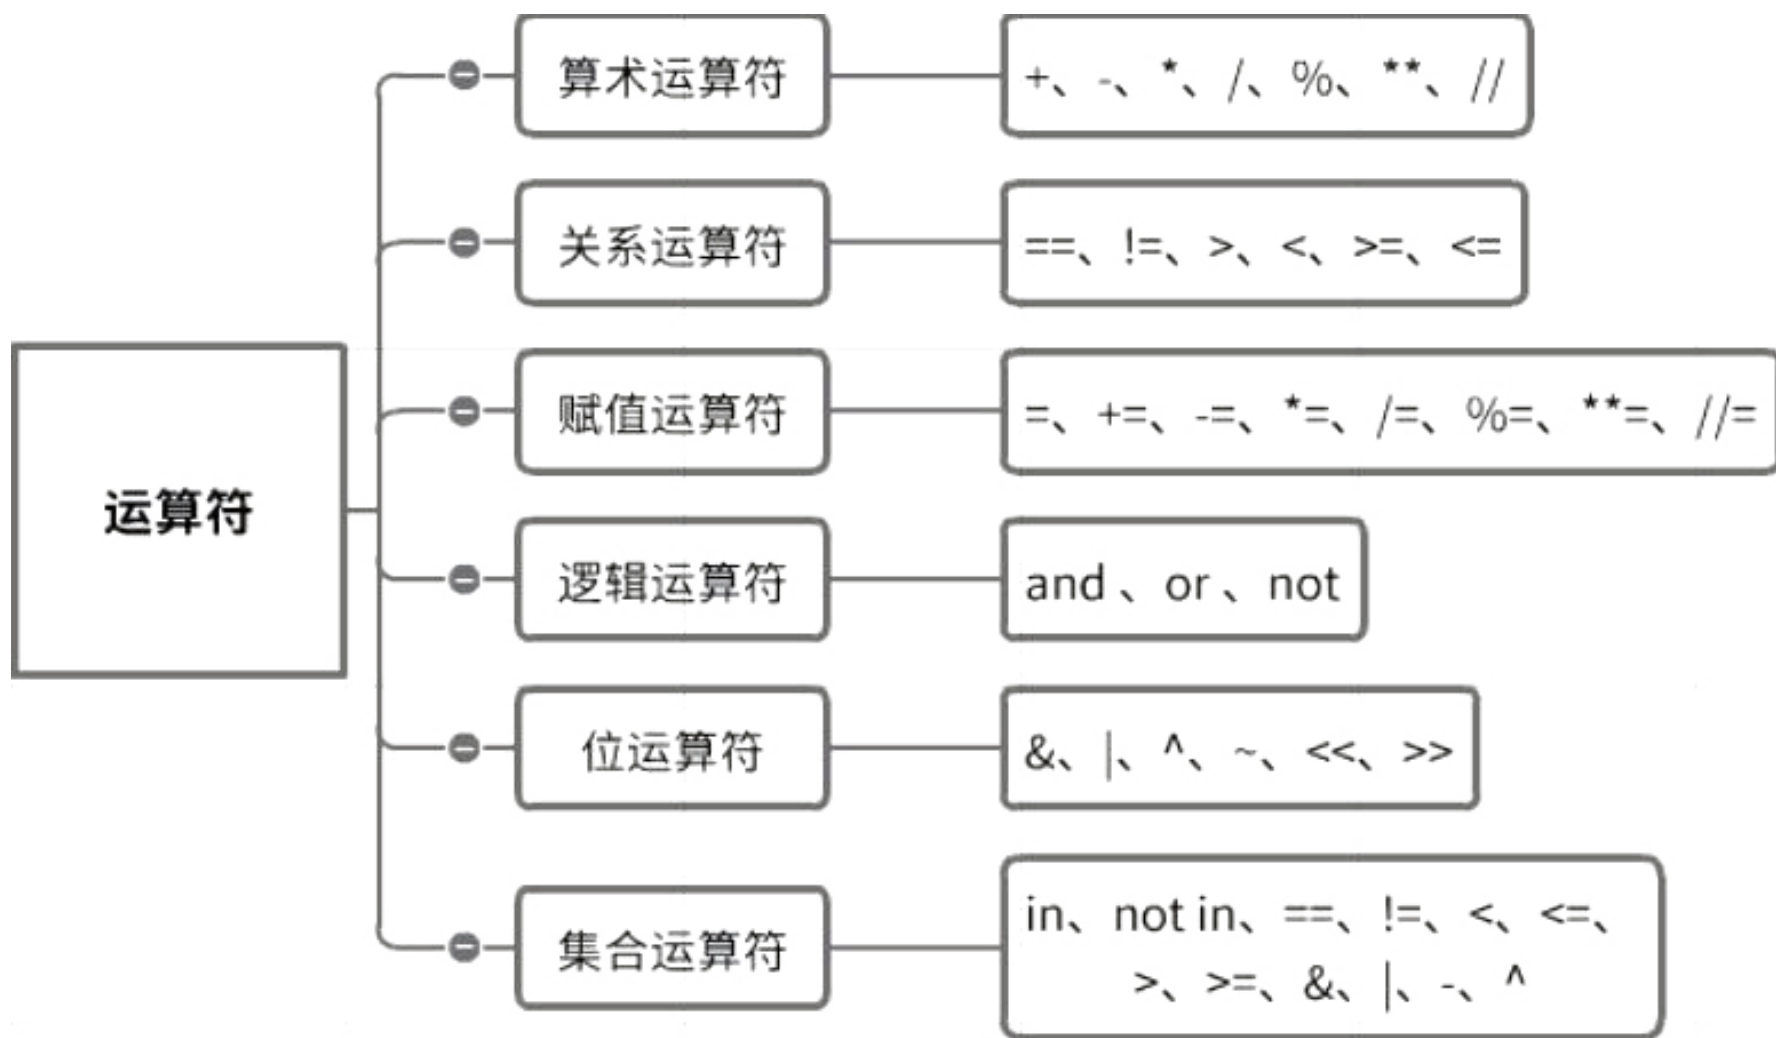 运算符
算术运算符
+、-、*、/、%、**、//
关系运算符
==、!=、>、<、>=、<=
赋值运算符
=、+=、-=、*=、/=、%=、**=、//=
逻辑运算符
and、or、not
位运算符
&、|、^、~、<<、>>
集合运算符
in、not in、==、!=、<、<=、
>、>=、&、|、-、^